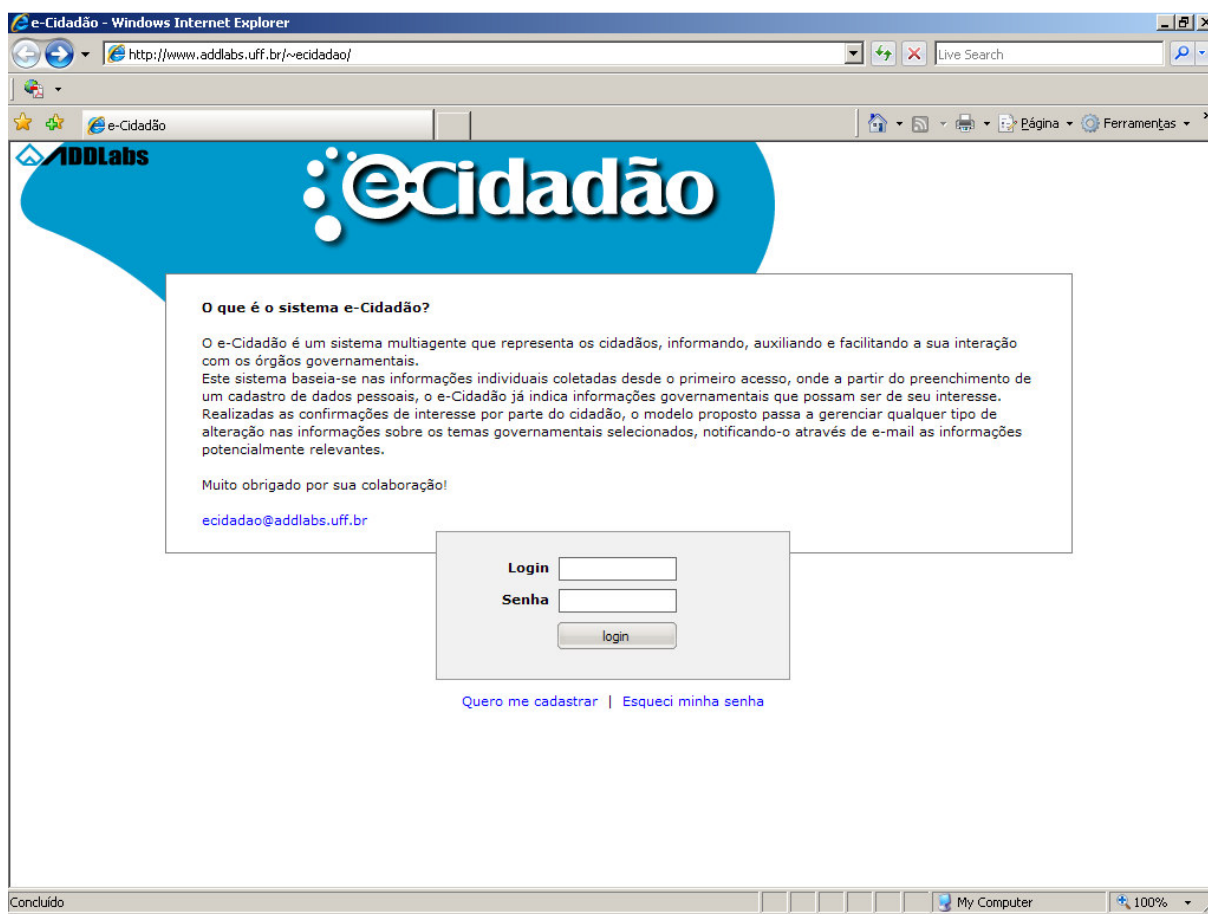 e-Cidadão - Windows Internet Explorer
http://www.addlabs.uff.br/~ecidadao/
Live Search
e-Cidadão
Página
Ferramentas
ADDLabs
e-Cidadão
O que é o sistema e-Cidadão?
O e-Cidadão é um sistema multiagente que representa os cidadãos, informando, auxiliando e facilitando a sua interação
com os órgãos governamentais.
Este sistema baseia-se nas informações individuais coletadas desde o primeiro acesso, onde a partir do preenchimento de
um cadastro de dados pessoais, o e-Cidadão já indica informações governamentais que possam ser de seu interesse.
Realizadas as confirmações de interesse por parte do cidadão, o modelo proposto passa a gerenciar qualquer tipo de
alteração nas informações sobre os temas governamentais selecionados, notificando-o através de e-mail as informações
potencialmente relevantes.
Muito obrigado por sua colaboração!
ecidadao@addlabs.uff.br
Login
Senha
login
Quero me cadastrar | Esqueci minha senha
Concluído
My Computer
100%